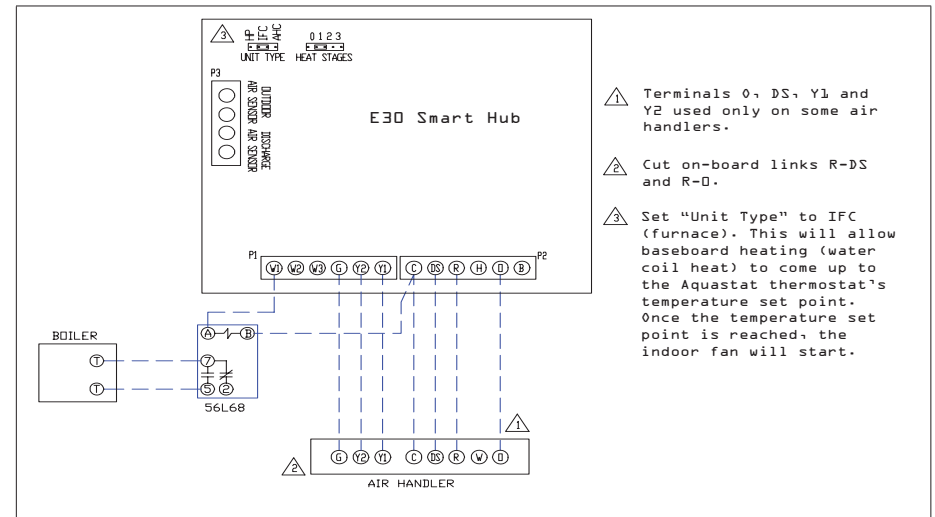 3
HP
IFC
AHC
UNIT TYPE
0 1 2 3
HEAT STAGES
P3
OUTDOOR
AIR SENSOR
DISCHARGE
AIR SENSOR
E30 Smart Hub
P1
W1 W2 W3 G Y2 Y1
C DS R H O B
P2
BOILER
T
T
A B
7
5 2
56L68
1
2
G Y2 Y1 C DS R W O
AIR HANDLER
1 Terminals O, DS, Y1 and
Y2 used only on some air
handlers.
2 Cut on-board links R-DS
and R-O.
3 Set "Unit Type" to IFC
(furnace). This will allow
baseboard heating (water
coil heat) to come up to
the Aquastat thermostat's
temperature set point.
Once the temperature set
point is reached, the
indoor fan will start.